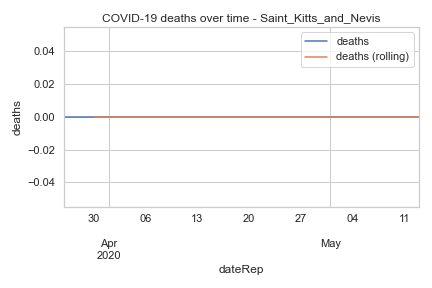 COVID-19 deaths over time - Saint_Kitts_and_Nevis
deaths
deaths (rolling)
0.04
0.02
0.00
−0.02
−0.04
deaths
30 06 13 20 27 04 11
Apr May
2020
dateRep